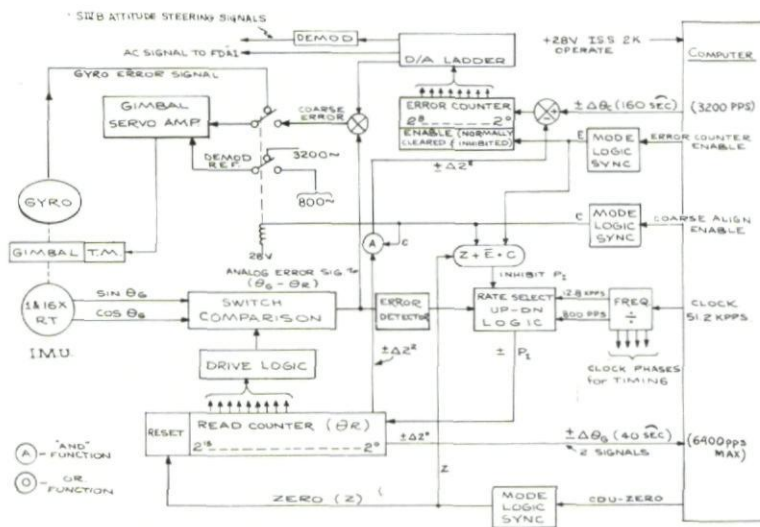 SIVB ATTITUDE STEERING SIGNALS
DEMOD
AC SIGNAL TO FDAI
D/A LADDER
+28V ISS 2K
OPERATE
COMPUTER
GYRO ERROR SIGNAL
GIMBAL
SERVO AMP.
COARSE
ERROR
ERROR COUNTER
2⁸ 2⁰
ENABLE (NORMALLY
CLEARED & INHIBITED)
± Δθc (160 SEC)
(3200 PPS)
± Δ2²
E
MODE
LOGIC
SYNC
ERROR COUNTER
ENABLE
DEMOD
REF
3200~
800~
GYRO
28V
A
C
C
MODE
LOGIC
SYNC
COARSE ALIGN
ENABLE
GIMBAL T.M.
Z + Ē • C
INHIBIT P₁
ANALOG ERROR SIG
(θG - θR)
1&16X
RT
SIN θG
COS θG
SWITCH
COMPARISON
ERROR
DETECTOR
RATE SELECT
UP-DN
LOGIC
12.8 KPPS
800 PPS
FREQ
÷
CLOCK
51.2 KPPS
I.M.U.
± Δ2²
± P₁
CLOCK PHASES
for TIMING
DRIVE LOGIC
RESET
READ COUNTER (θR)
2¹⁵ 2⁰
± Δ2⁰
± ΔθG (40 SEC)
2 SIGNALS
(6400 PPS
MAX)
A - "AND"
FUNCTION
O - OR
FUNCTION
Z
ZERO (Z)
MODE
LOGIC
SYNC
CDU-ZERO